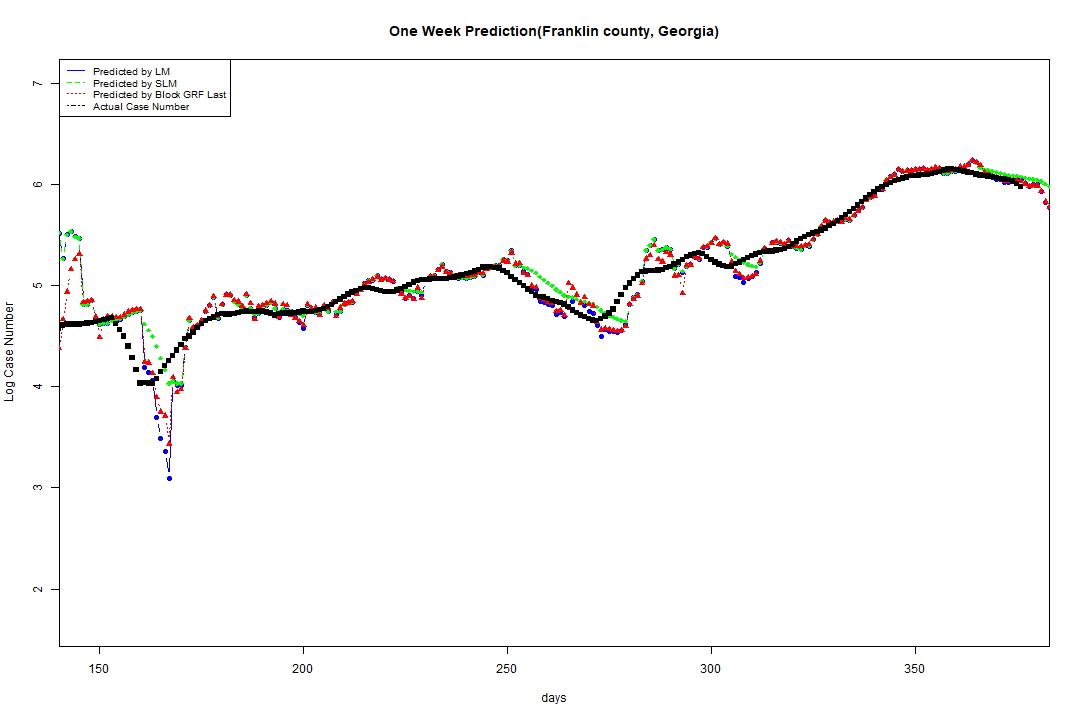 One Week Prediction(Franklin county, Georgia)
Predicted by LM
Predicted by SLM
Predicted by Block GRF Last
Actual Case Number
7
6
5
4
3
2
Log Case Number
150 200 250 300 350
days